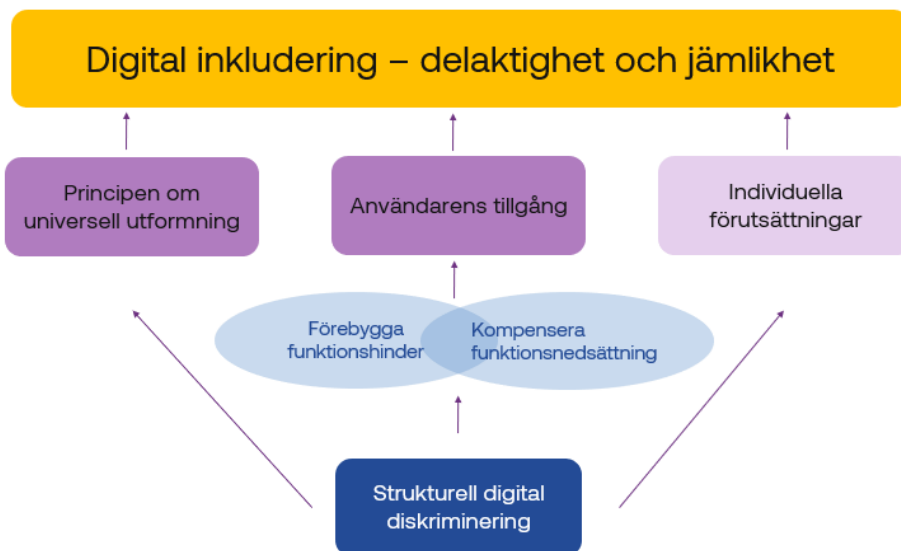 Digital inkludering – delaktighet och jämlikhet
Principen om
universell utformning
Användarens tillgång
Individuella
förutsättningar
Förebygga
funktionshinder
Kompensera
funktionsnedsättning
Strukturell digital
diskriminering